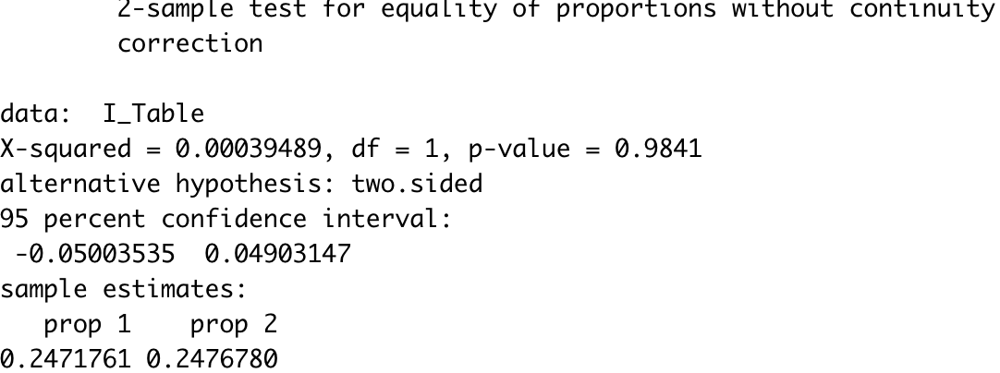 2-sample test for equality of proportions without continuity
correction
data: I_Table
X-squared = 0.00039489, df = 1, p-value = 0.9841
alternative hypothesis: two.sided
95 percent confidence interval:
-0.05003535 0.04903147
sample estimates:
prop 1 prop 2
0.2471761 0.2476780